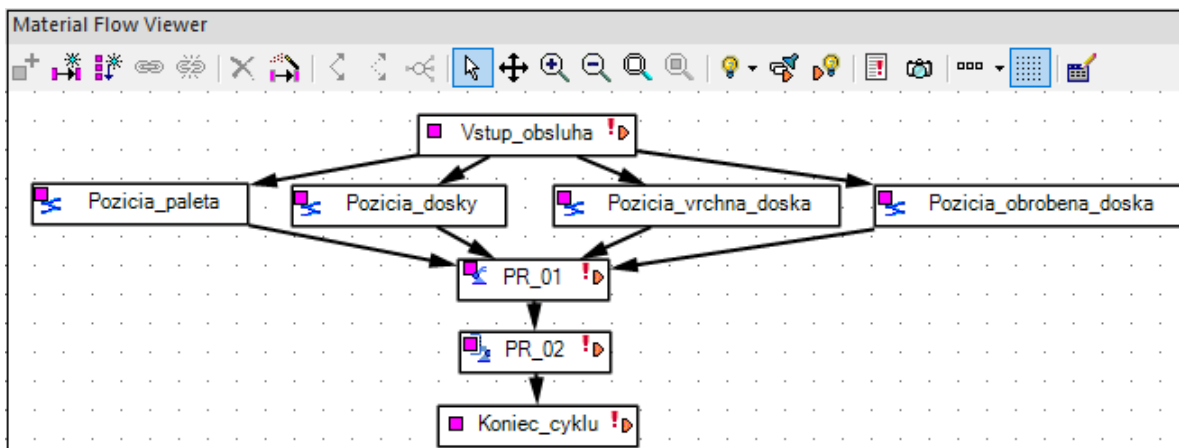 Material Flow Viewer
Vstup_obsluha
Pozicia_paleta
Pozicia_dosky
Pozicia_vrchna_doska
Pozicia_obrobena_doska
PR_01
PR_02
Koniec_cyklu